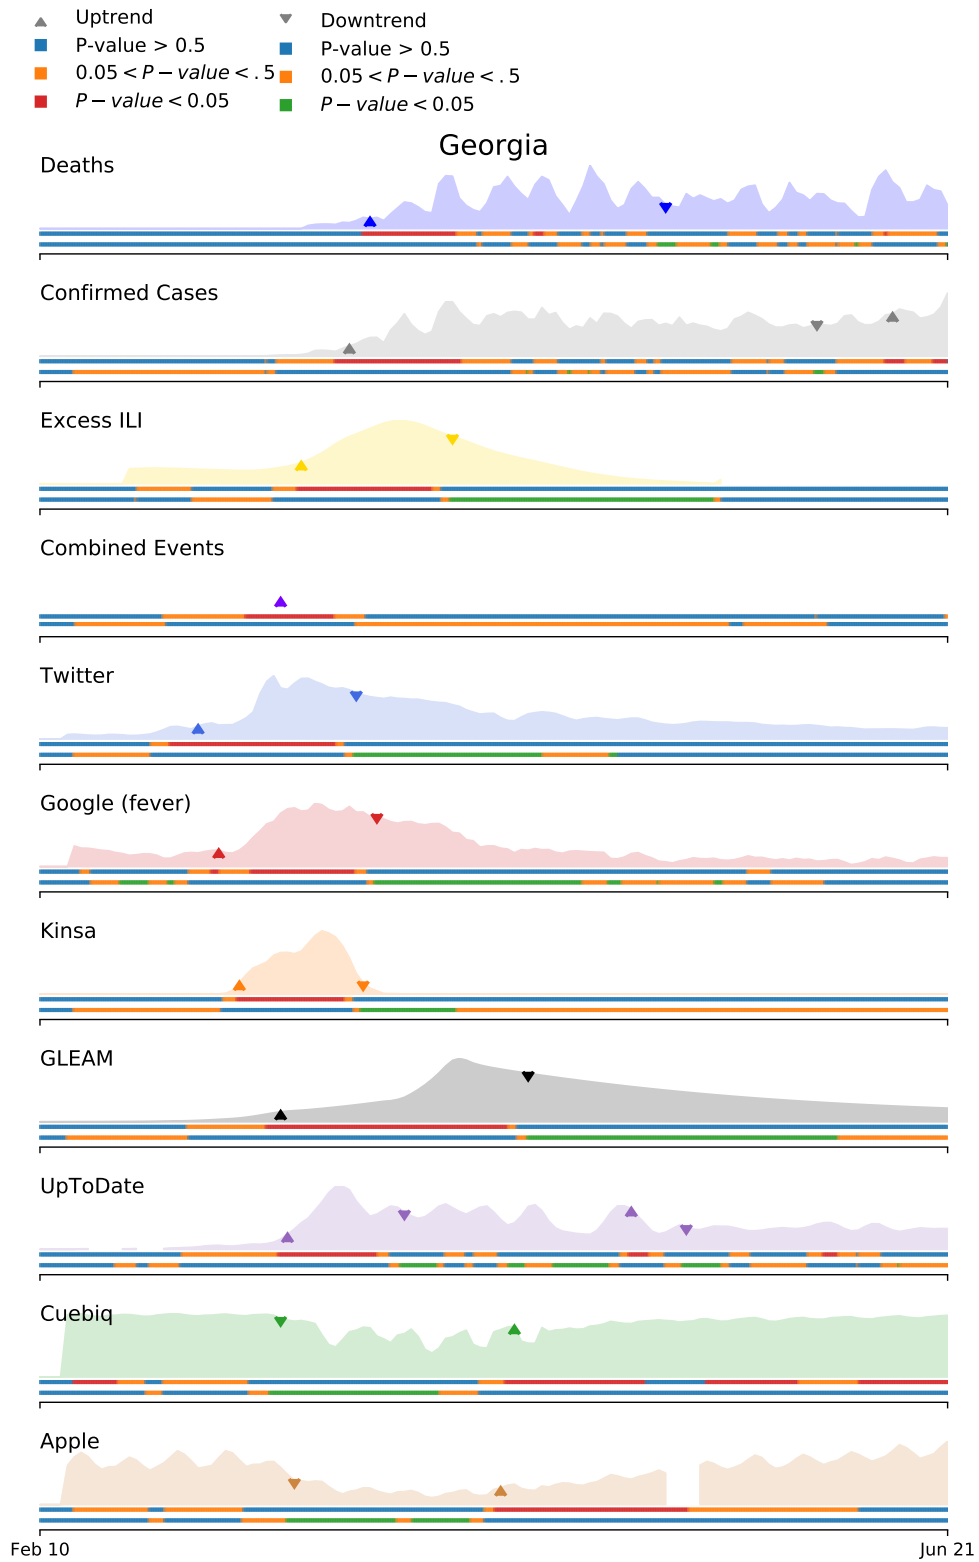 Uptrend
P-value > 0.5
0.05 < P − value < .5
P − value < 0.05
Downtrend
P-value > 0.5
0.05 < P − value < .5
P − value < 0.05
Georgia
Deaths
Confirmed Cases
Excess ILI
Combined Events
Twitter
Google (fever)
Kinsa
GLEAM
UpToDate
Cuebiq
Apple
Feb 10
Jun 21